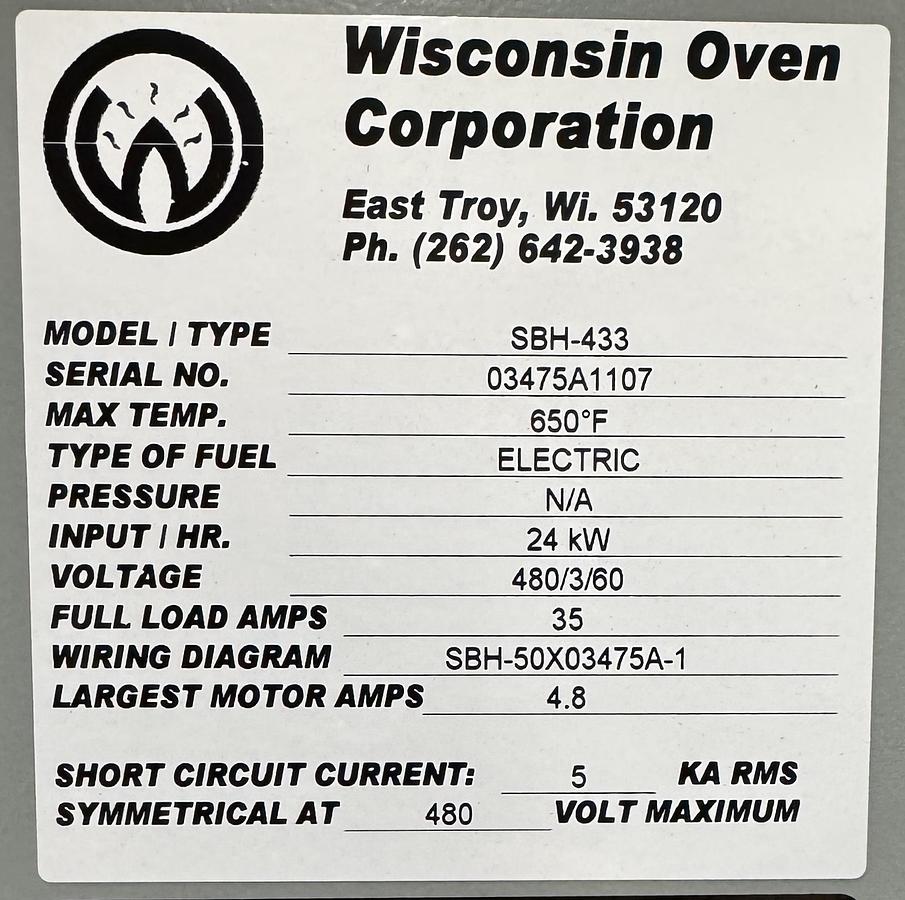 Wisconsin Oven
Corporation
East Troy, Wi. 53120
Ph. (262) 642-3938
MODEL / TYPE SBH-433
SERIAL NO. 03475A1107
MAX TEMP. 650°F
TYPE OF FUEL ELECTRIC
PRESSURE N/A
INPUT / HR. 24 kW
VOLTAGE 480/3/60
FULL LOAD AMPS 35
WIRING DIAGRAM SBH-50X03475A-1
LARGEST MOTOR AMPS 4.8
SHORT CIRCUIT CURRENT: 5 KA RMS
SYMMETRICAL AT 480 VOLT MAXIMUM